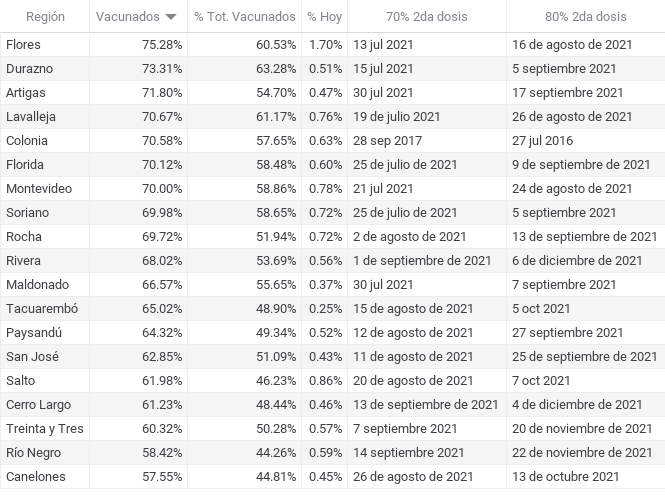 Región Vacunados % Tot. Vacunados % Hoy 70% 2da dosis 80% 2da dosis
Flores 75.28% 60.53% 1.70% 13 jul 2021 16 de agosto de 2021
Durazno 73.31% 63.28% 0.51% 15 jul 2021 5 septiembre 2021
Artigas 71.80% 54.70% 0.47% 30 jul 2021 17 septiembre 2021
Lavalleja 70.67% 61.17% 0.76% 19 de julio 2021 26 de agosto de 2021
Colonia 70.58% 57.65% 0.63% 28 sep 2017 27 jul 2016
Florida 70.12% 58.48% 0.60% 25 de julio de 2021 9 de septiembre de 2021
Montevideo 70.00% 58.86% 0.78% 21 jul 2021 24 de agosto de 2021
Soriano 69.98% 58.65% 0.72% 25 de julio de 2021 5 septiembre 2021
Rocha 69.72% 51.94% 0.72% 2 de agosto de 2021 13 de septiembre de 2021
Rivera 68.02% 53.69% 0.56% 1 de septiembre de 2021 6 de diciembre de 2021
Maldonado 66.57% 55.65% 0.37% 30 jul 2021 7 septiembre 2021
Tacuarembó 65.02% 48.90% 0.25% 15 de agosto de 2021 5 oct 2021
Paysandú 64.32% 49.34% 0.52% 12 de agosto de 2021 27 septiembre 2021
San José 62.85% 51.09% 0.43% 11 de agosto de 2021 25 de septiembre de 2021
Salto 61.98% 46.23% 0.86% 20 de agosto de 2021 7 oct 2021
Cerro Largo 61.23% 48.44% 0.46% 13 de septiembre de 2021 4 de diciembre de 2021
Treinta y Tres 60.32% 50.28% 0.57% 7 septiembre 2021 20 de noviembre de 2021
Río Negro 58.42% 44.26% 0.59% 14 septiembre 2021 22 de noviembre de 2021
Canelones 57.55% 44.81% 0.45% 26 de agosto de 2021 13 de octubre de 2021